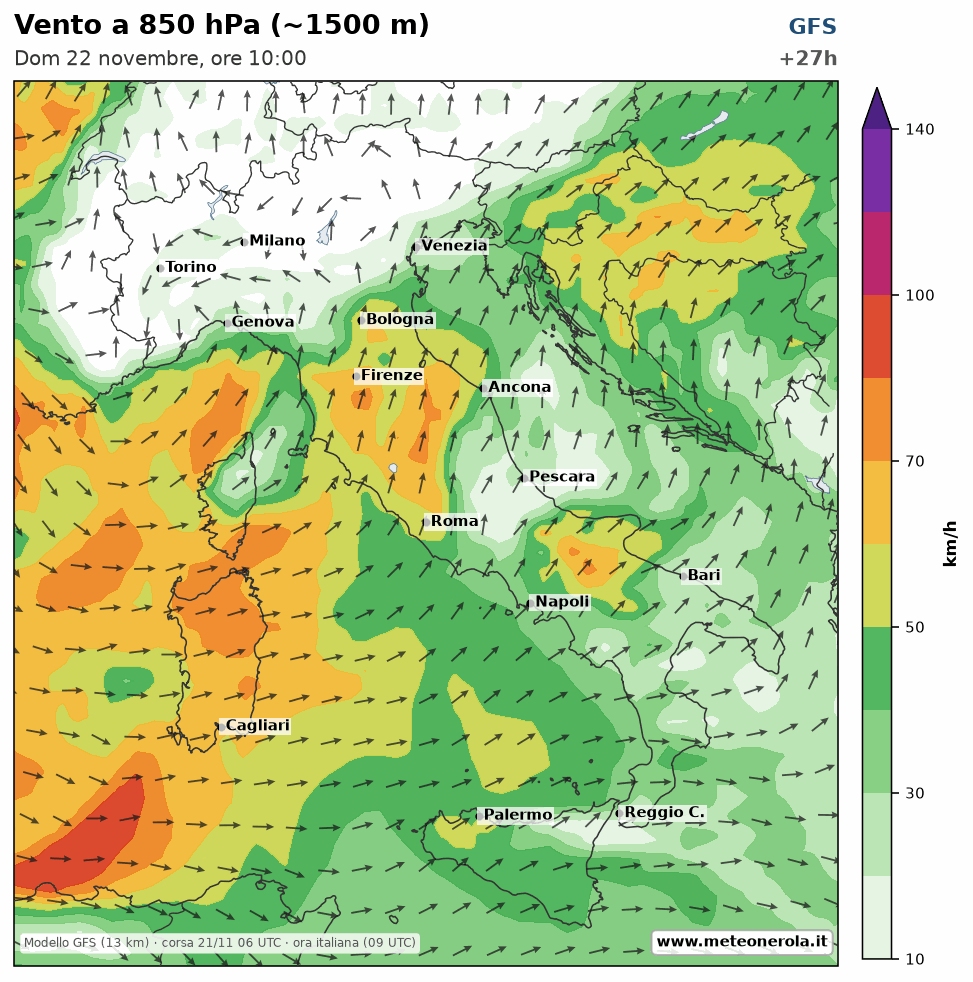 Vento a 850 hPa (~1500 m)
GFS
Dom 22 novembre, ore 10:00
+27h
140
Milano
Venezia
Torino
100
Genova
Bologna
Firenze
Ancona
70
Pescara
Roma
km/h
Bari
Napoli
50
Cagliari
30
Palermo
Reggio C.
Modello GFS (13 km) · corsa 21/11 06 UTC · ora italiana (09 UTC)
www.meteonerola.it
10